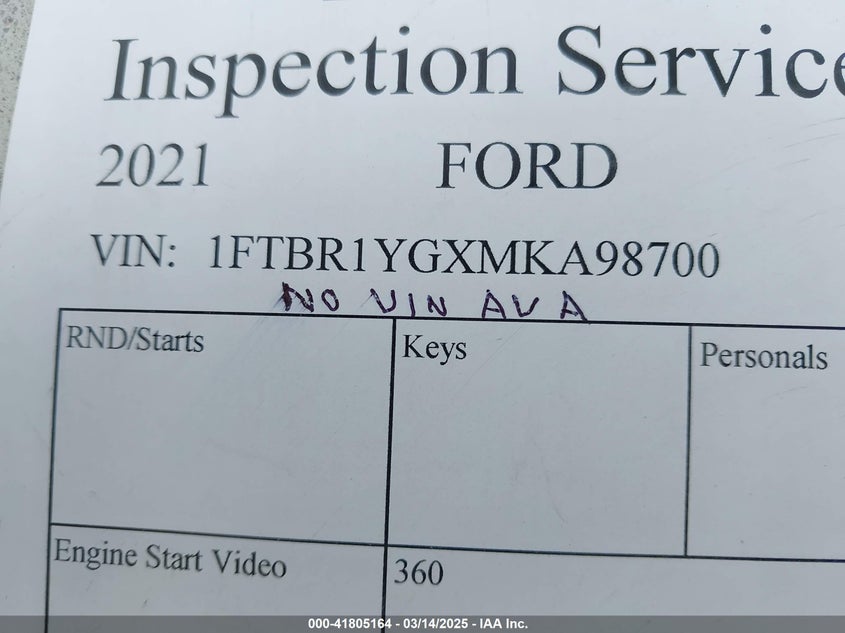 Inspection Service
2021 FORD
VIN: 1FTBR1YGXMKA98700
NO VIN AVA
RND/Starts Keys Personals
Engine Start Video 360
000-41805164 - 03/14/2025 - IAA Inc.